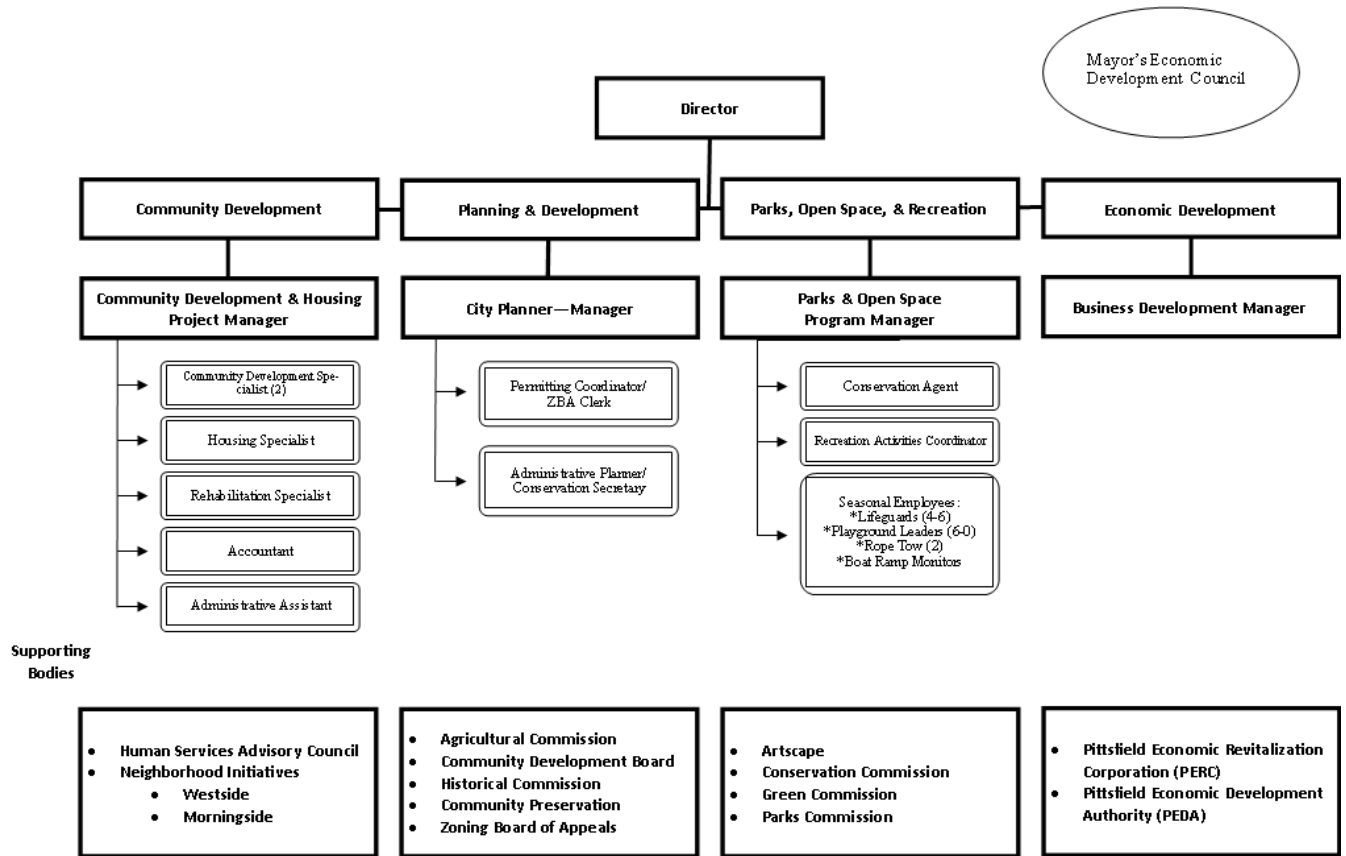 Mayor's Economic
Development Council
Director
Community Development
Planning & Development
Parks, Open Space, & Recreation
Economic Development
Community Development & Housing
Project Manager
City Planner—Manager
Parks & Open Space
Program Manager
Business Development Manager
Community Development Spe-
cialist (2)
Housing Specialist
Rehabilitation Specialist
Accountant
Administrative Assistant
Permitting Coordinator/
ZBA Clerk
Administrative Planner/
Conservation Secretary
Conservation Agent
Recreation Activities Coordinator
Seasonal Employees:
*Lifeguards (4-6)
*Playground Leaders (6-0)
*Rope Tow (2)
*Boat Ramp Monitors
Supporting
Bodies
• Human Services Advisory Council
• Neighborhood Initiatives
• Westside
• Morningside
• Agricultural Commission
• Community Development Board
• Historical Commission
• Community Preservation
• Zoning Board of Appeals
• Artscape
• Conservation Commission
• Green Commission
• Parks Commission
• Pittsfield Economic Revitalization
Corporation (PERC)
• Pittsfield Economic Development
Authority (PEDA)